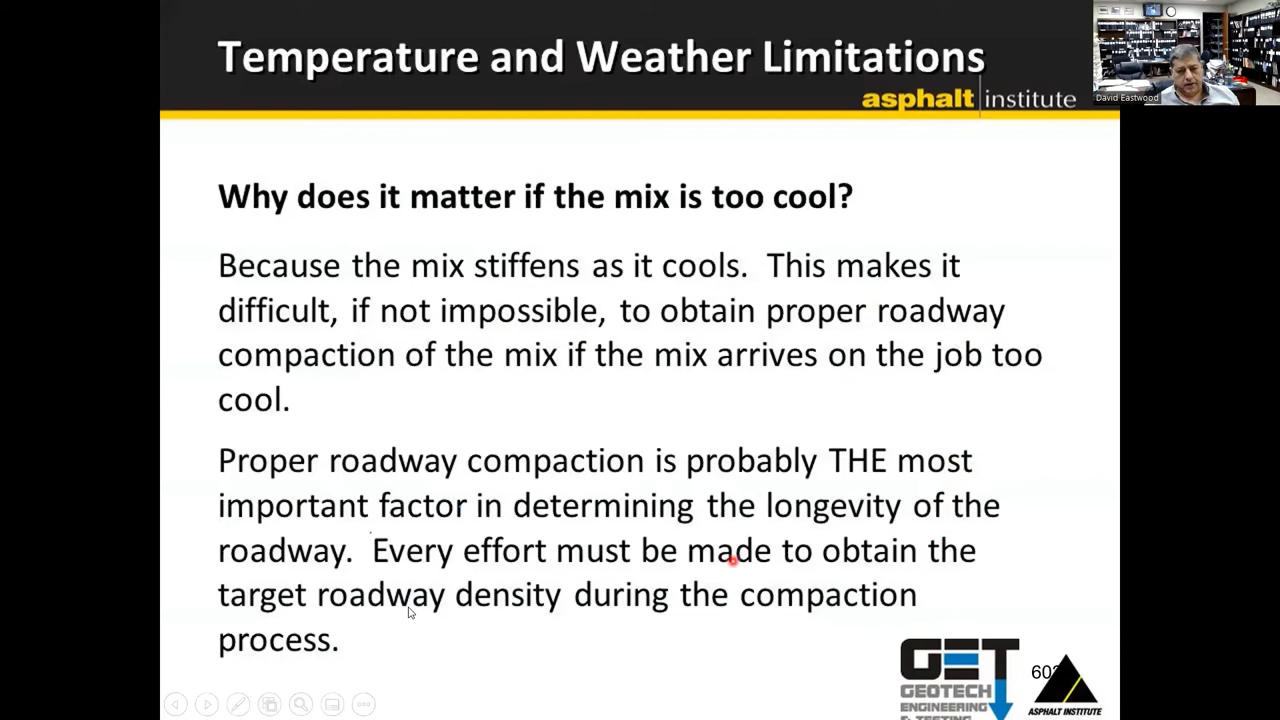 Temperature and Weather Limitations
asphalt institute
David Eastwood
Why does it matter if the mix is too cool?
Because the mix stiffens as it cools. This makes it
difficult, if not impossible, to obtain proper roadway
compaction of the mix if the mix arrives on the job too
cool.
Proper roadway compaction is probably THE most
important factor in determining the longevity of the
roadway. Every effort must be made to obtain the
target roadway density during the compaction
process.
GET
GEOTECH
ENGINEERING
& TESTING
ASPHALT INSTITUTE